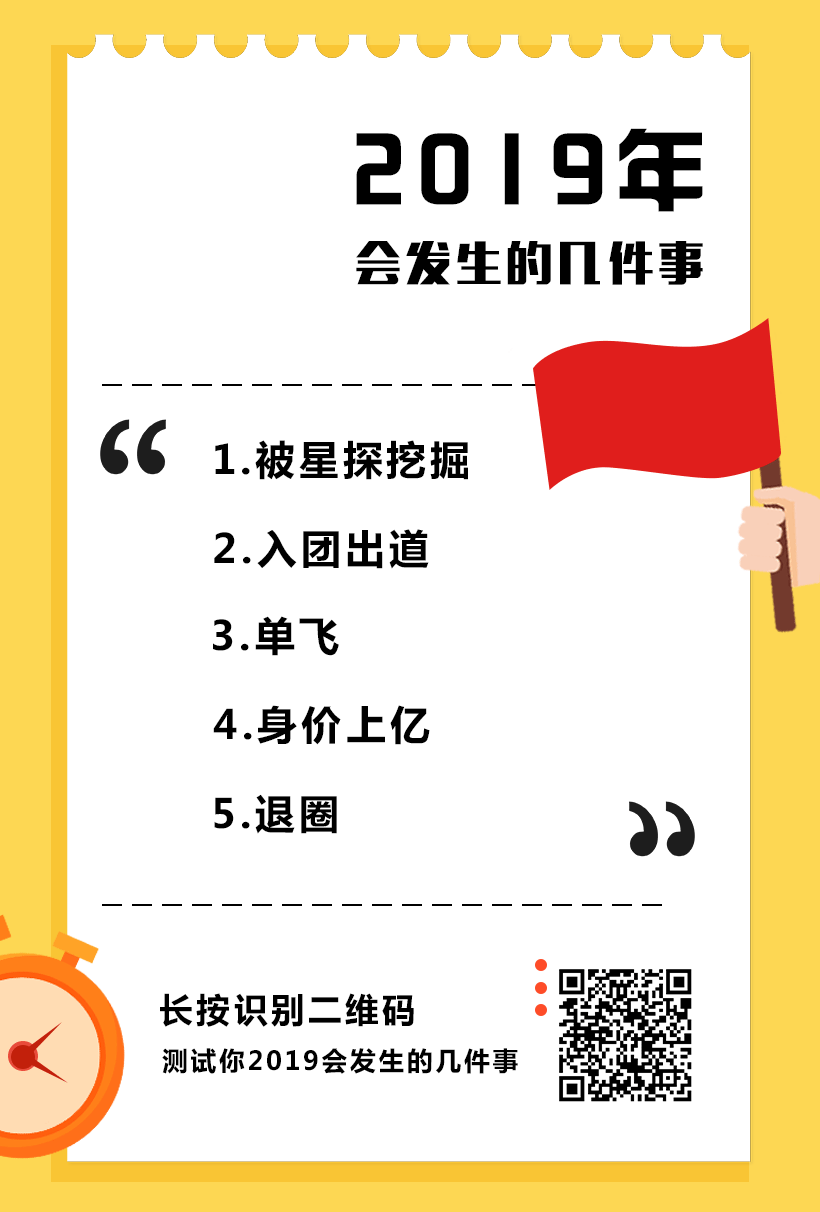 2019年
会发生的几件事
“
1.被星探挖掘
2.入团出道
3.单飞
4.身价上亿
5.退圈
”
长按识别二维码
测试你2019会发生的几件事